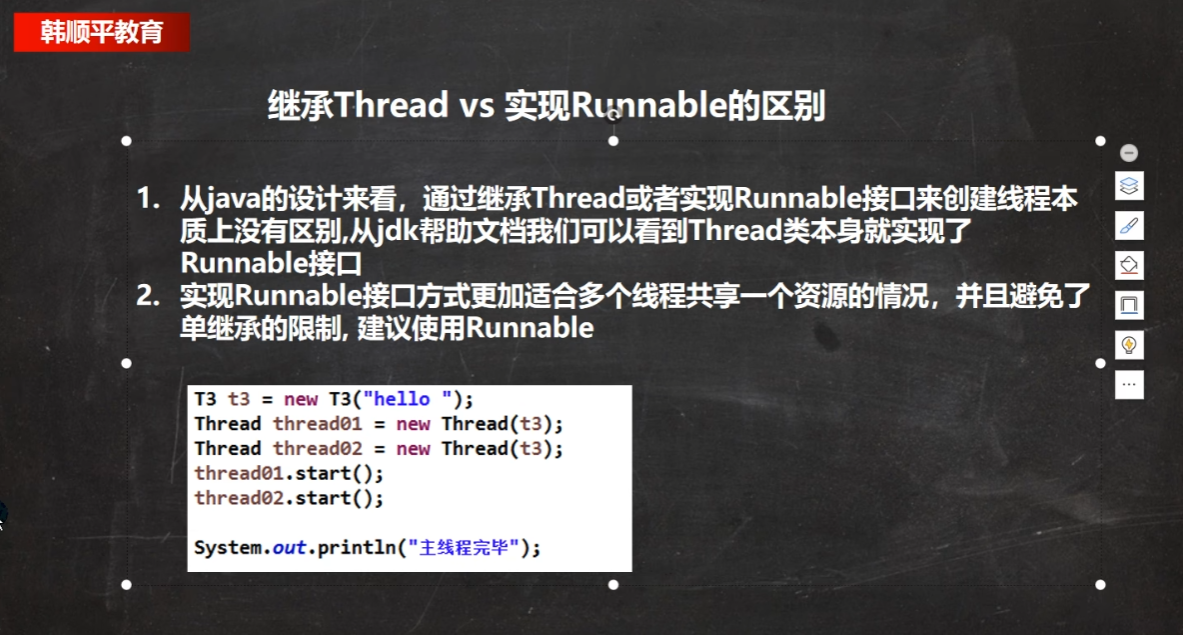 韩顺平教育
继承Thread vs 实现Runnable的区别
1. 从java的设计来看，通过继承Thread或者实现Runnable接口来创建线程本
质上没有区别,从jdk帮助文档我们可以看到Thread类本身就实现了
Runnable接口
2. 实现Runnable接口方式更加适合多个线程共享一个资源的情况，并且避免了
单继承的限制, 建议使用Runnable
T3 t3 = new T3("hello ");
Thread thread01 = new Thread(t3);
Thread thread02 = new Thread(t3);
thread01.start();
thread02.start();
System.out.println("主线程完毕");